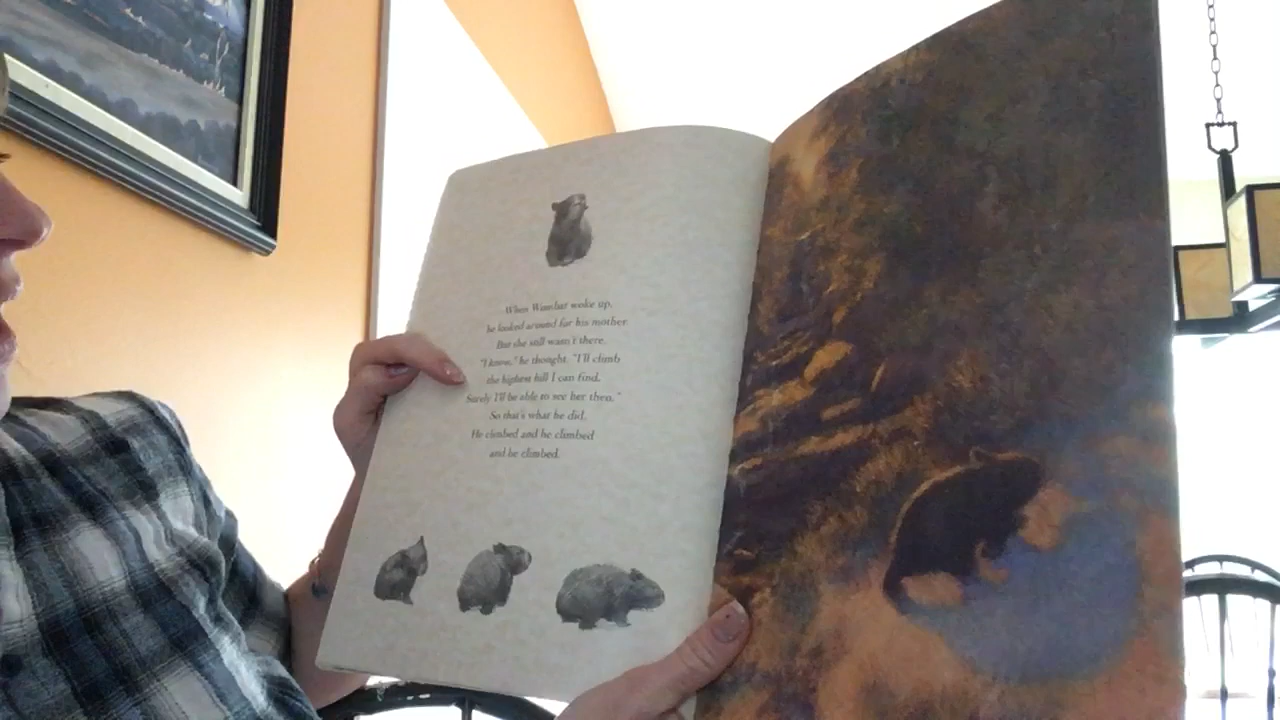 When Wombat woke up,
he looked around for his mother.
But she still wasn't there.
"I know," he thought. "I'll climb
the highest hill I can find.
Surely I'll be able to see her then."
So that's what he did.
He climbed and he climbed
and he climbed.